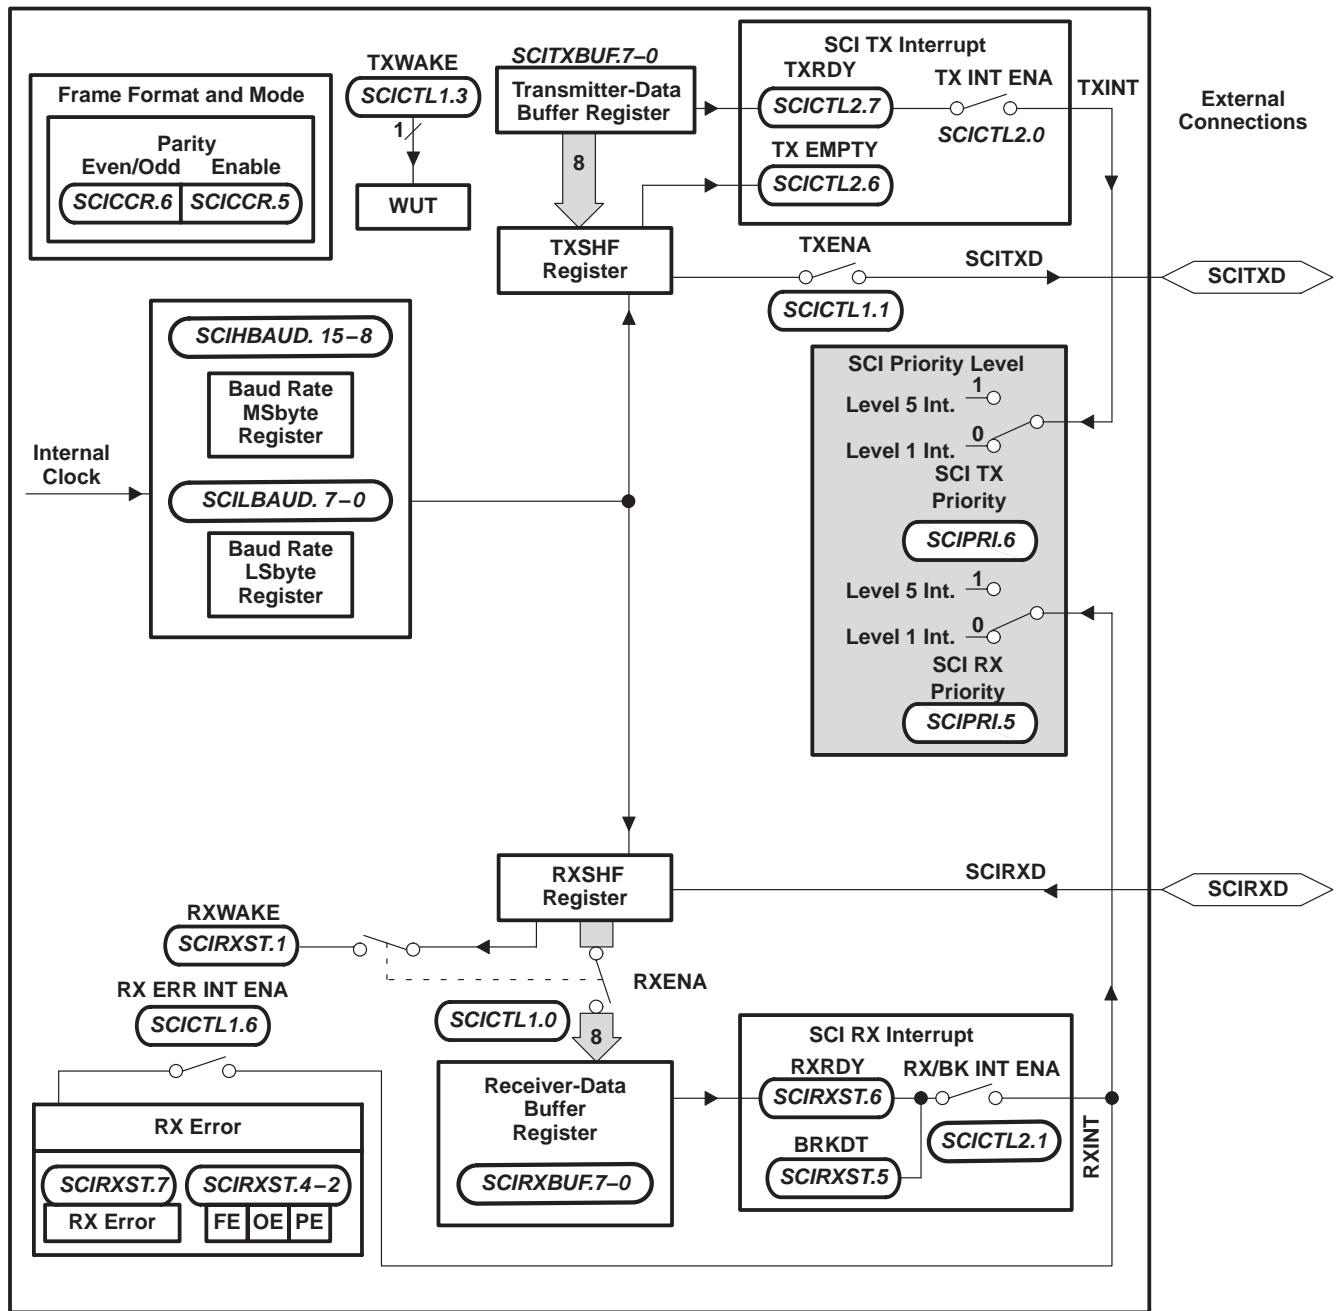 Frame Format and Mode
Parity
Even/Odd Enable
SCICCR.6 SCICCR.5
TXWAKE
SCICTL1.3
1
WUT
SCITXBUF.7–0
Transmitter-Data
Buffer Register
8
TXSHF
Register
SCI TX Interrupt
TXRDY
SCICTL2.7
TX INT ENA
SCICTL2.0
TX EMPTY
SCICTL2.6
TXINT
External
Connections
TXENA
SCICTL1.1
SCITXD
SCITXD
SCIHBAUD. 15–8
Baud Rate
MSbyte
Register
Internal
Clock
SCILBAUD. 7–0
Baud Rate
LSbyte
Register
SCI Priority Level
1
Level 5 Int.
0
Level 1 Int.
SCI TX
Priority
SCIPRI.6
1
Level 5 Int.
0
Level 1 Int.
SCI RX
Priority
SCIPRI.5
RXSHF
Register
SCIRXD
SCIRXD
RXWAKE
SCIRXST.1
RXENA
RX ERR INT ENA
SCICTL1.6
SCICTL1.0
8
Receiver-Data
Buffer
Register
SCIRXBUF.7–0
SCI RX Interrupt
RXRDY
SCIRXST.6
RX/BK INT ENA
SCICTL2.1
BRKDT
SCIRXST.5
RXINT
RX Error
SCIRXST.7
SCIRXST.4–2
RX Error
FE OE PE